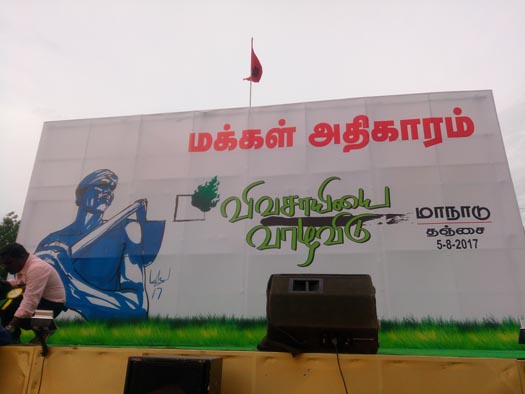 மக்கள் அதிகாரம்
விவசாயியை
வாழவிடு
மாநாடு
தஞ்சை
5-8-2017